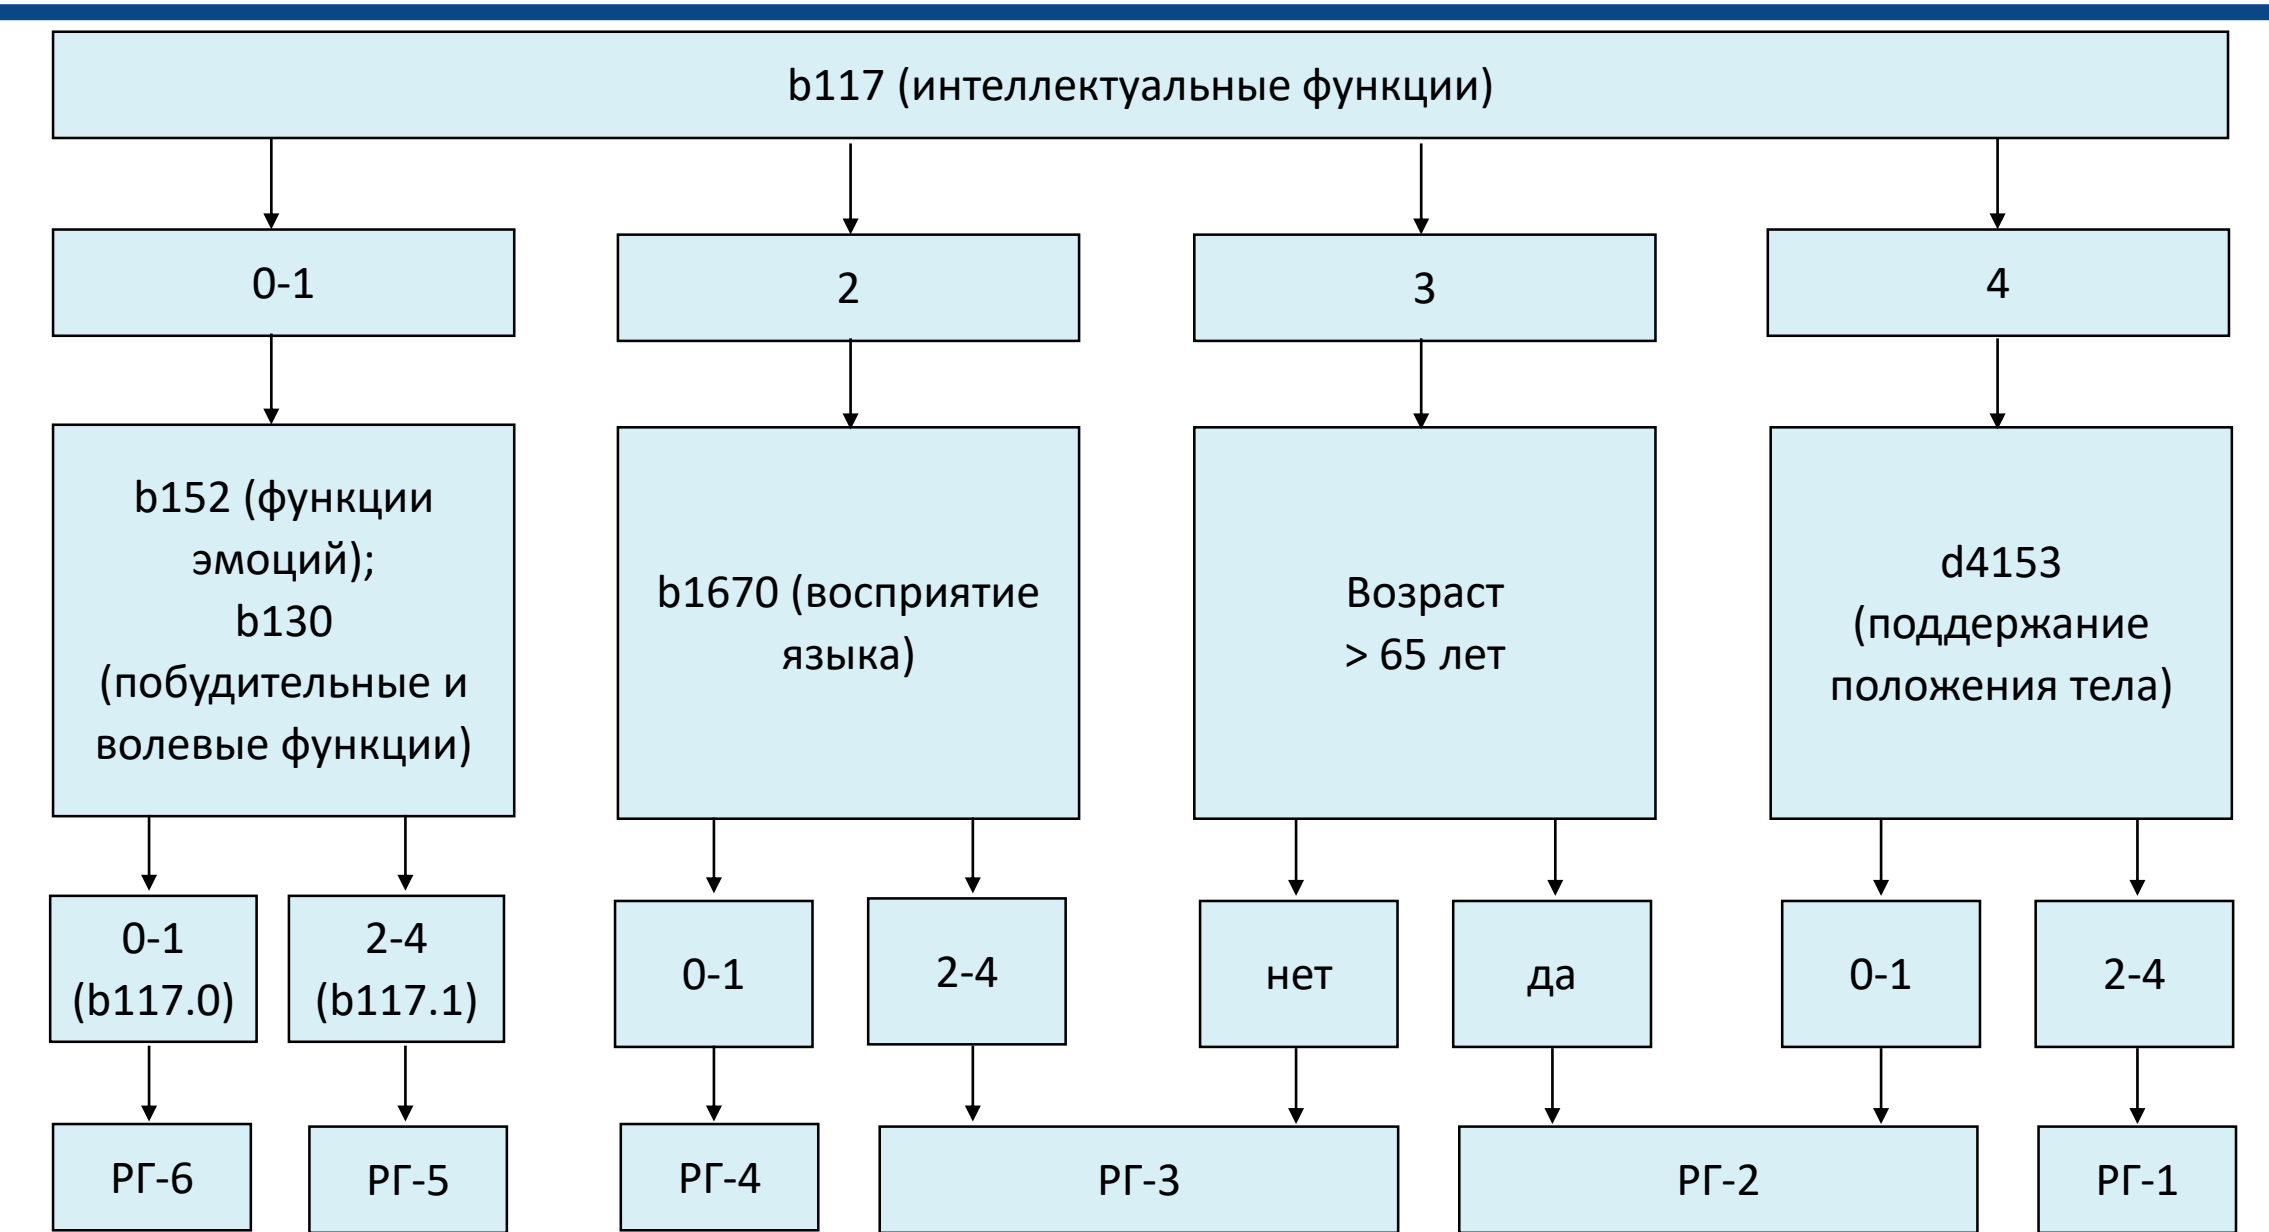 b117 (интеллектуальные функции)
0-1
2
3
4
b152 (функции
эмоций);
b130
(побудительные и
волевые функции)
b1670 (восприятие
языка)
Возраст
> 65 лет
d4153
(поддержание
положения тела)
0-1
(b117.0)
2-4
(b117.1)
0-1
2-4
нет
да
0-1
2-4
РГ-6
РГ-5
РГ-4
РГ-3
РГ-2
РГ-1